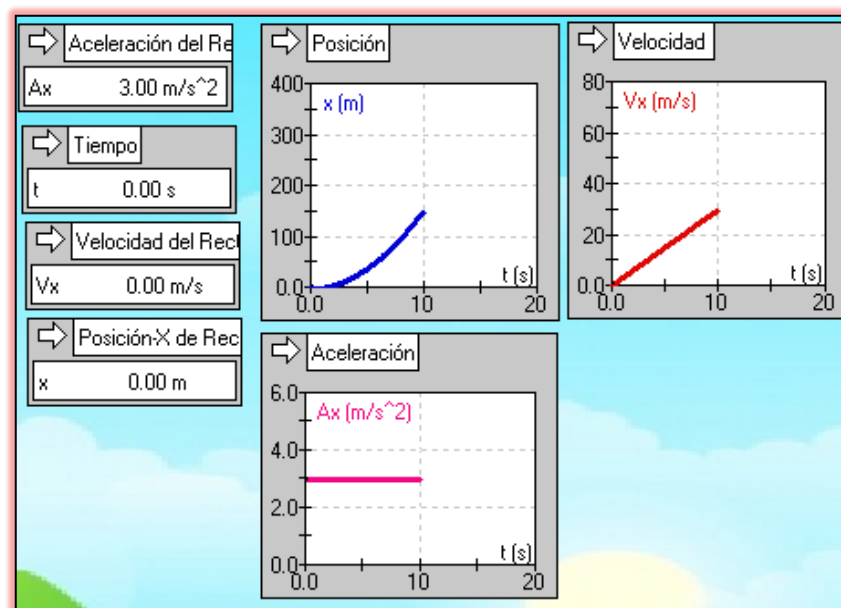 Aceleración del Re
Ax 3.00 m/s^2
Tiempo
t 0.00 s
Velocidad del Rect
Vx 0.00 m/s
Posición-X de Rec
x 0.00 m
Posición
400
x (m)
300
200
100
0.0
t (s)
0.0 10 20
Velocidad
80
Vx (m/s)
60
40
20
0.0
t (s)
0.0 10 20
Aceleración
6.0
Ax (m/s^2)
4.0
2.0
0.0
t (s)
0.0 10 20